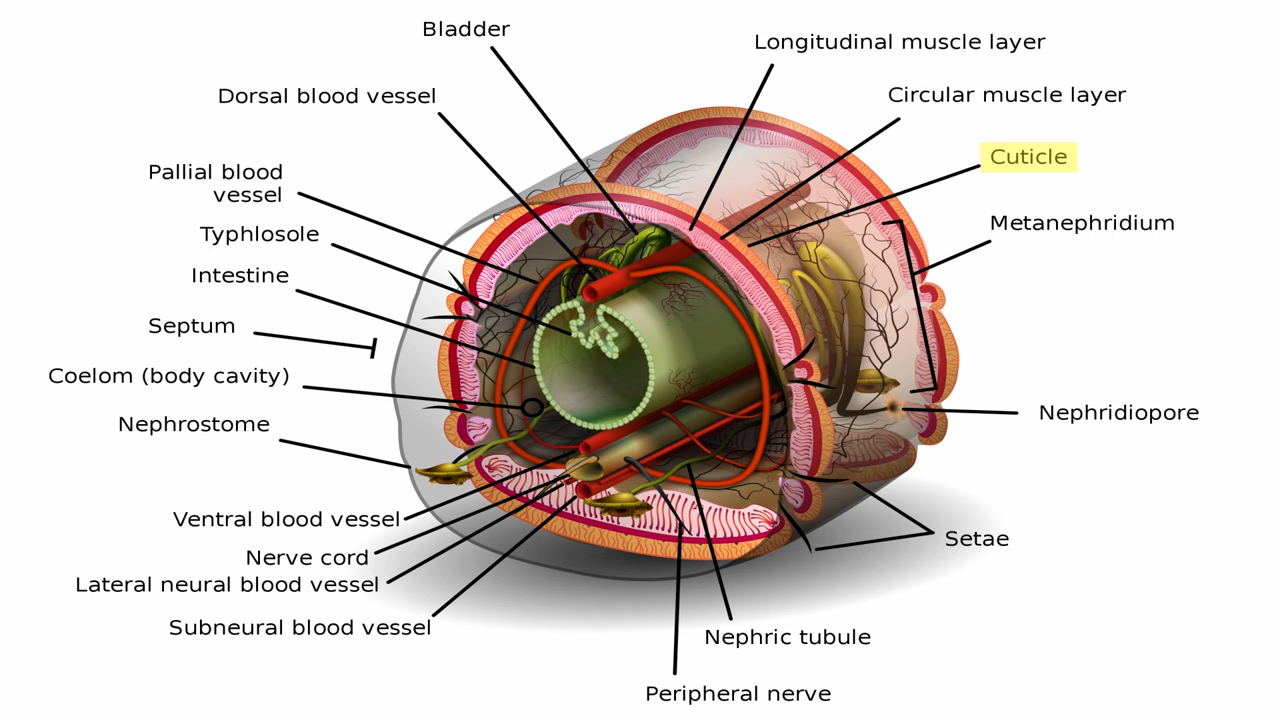 Bladder
Longitudinal muscle layer
Dorsal blood vessel
Circular muscle layer
Cuticle
Pallial blood
vessel
Metanephridium
Typhlosole
Intestine
Septum
Coelom (body cavity)
Nephridiopore
Nephrostome
Ventral blood vessel
Setae
Nerve cord
Lateral neural blood vessel
Subneural blood vessel
Nephric tubule
Peripheral nerve